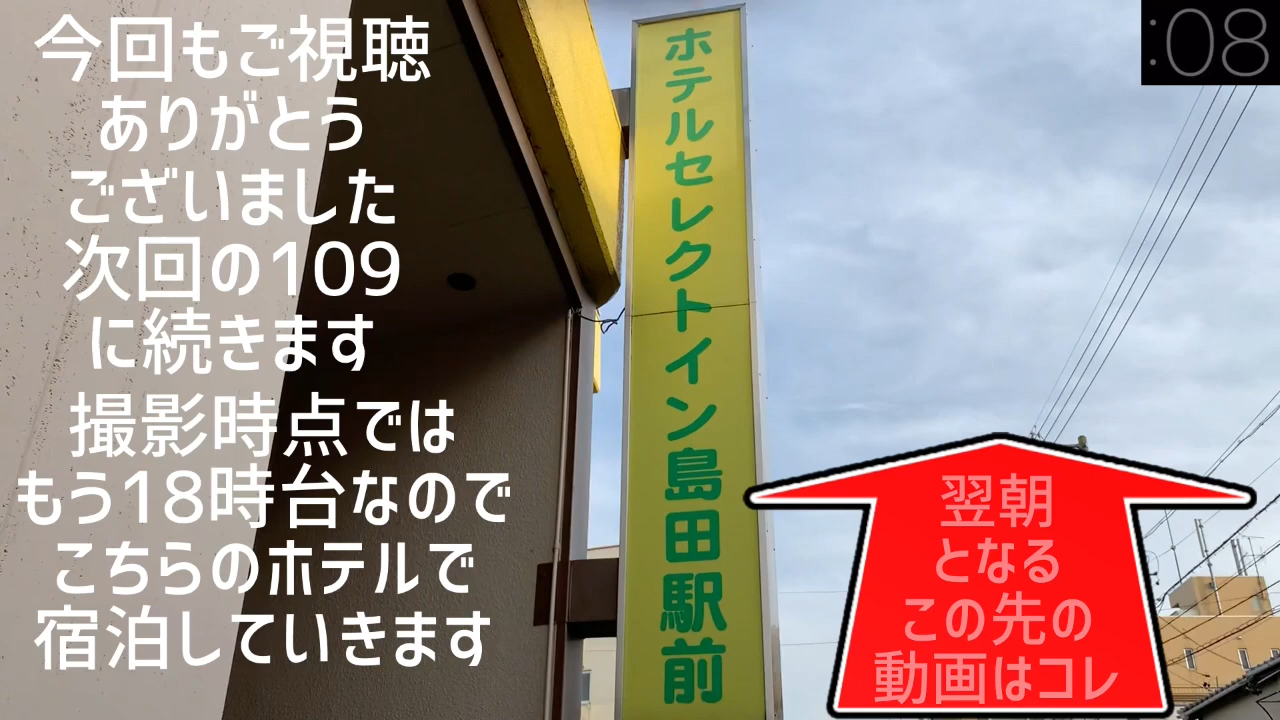 今回もご視聴
ありがとう
ございました
次回の109
に続きます
撮影時点では
もう18時台なので
こちらのホテルで
宿泊していきます
ホテルセレクトイン島田駅前
:08
翌朝
となる
この先の
動画はコレ